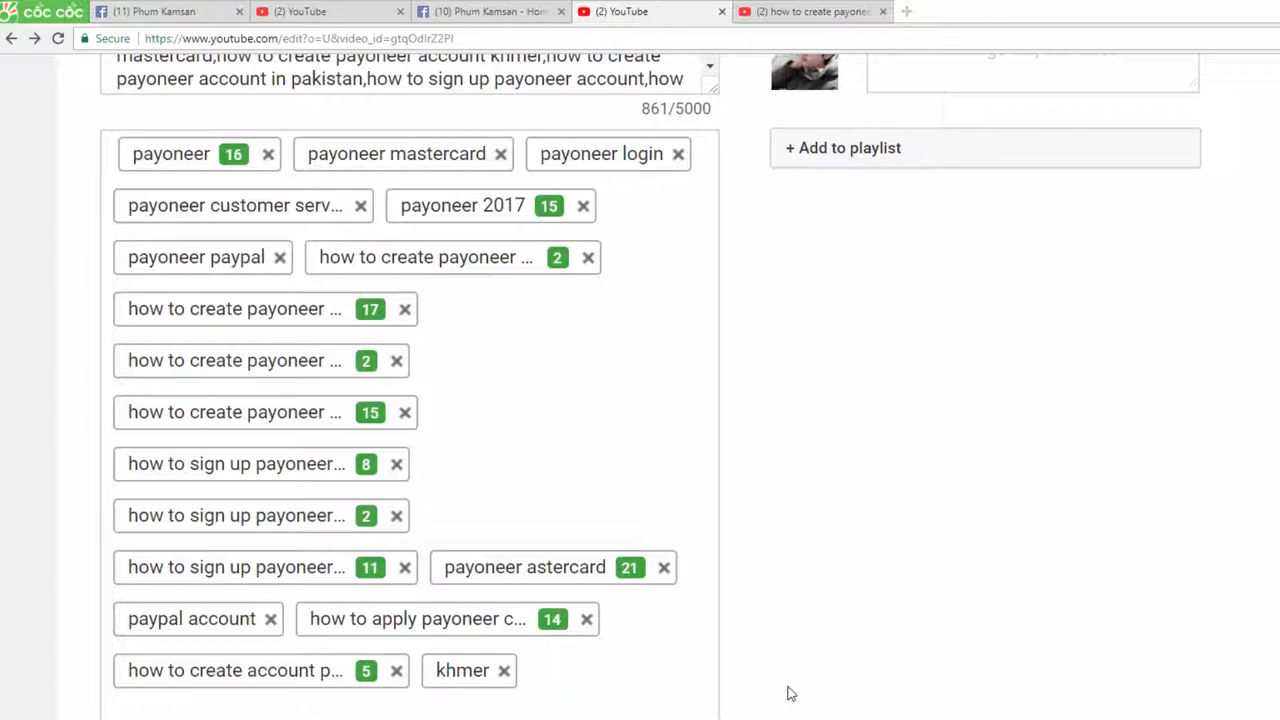 cốc cốc (11) Phum Kamsan × (2) YouTube × (10) Phum Kamsan - Hom × (2) YouTube × (2) how to create payone × +
Secure https://www.youtube.com/edit?o=U&video_id=gtqOdIrZ2PI
mastercard,how to create payoneer account khmer,how to create
payoneer account in pakistan,how to sign up payoneer account,how
861/5000
+ Add to playlist
payoneer 16 × payoneer mastercard × payoneer login ×
payoneer customer serv... × payoneer 2017 15 ×
payoneer paypal × how to create payoneer ... 2 ×
how to create payoneer ... 17 ×
how to create payoneer ... 2 ×
how to create payoneer ... 15 ×
how to sign up payoneer... 8 ×
how to sign up payoneer... 2 ×
how to sign up payoneer... 11 × payoneer astercard 21 ×
paypal account × how to apply payoneer c... 14 ×
how to create account p... 5 × khmer ×